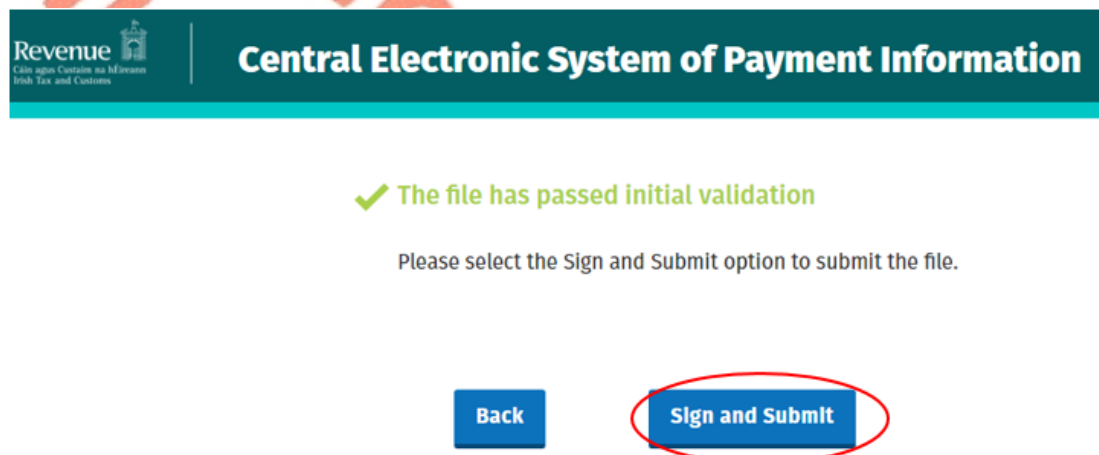 Revenue
Cáin agus Custaim na hÉireann
Irish Tax and Customs
Central Electronic System of Payment Information
The file has passed initial validation
Please select the Sign and Submit option to submit the file.
Back
Sign and Submit